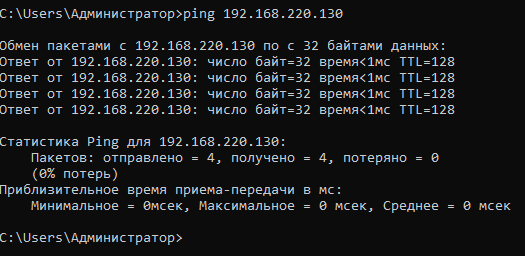 C:\Users\Администратор>ping 192.168.220.130
Обмен пакетами с 192.168.220.130 по с 32 байтами данных:
Ответ от 192.168.220.130: число байт=32 время<1мс TTL=128
Ответ от 192.168.220.130: число байт=32 время<1мс TTL=128
Ответ от 192.168.220.130: число байт=32 время<1мс TTL=128
Ответ от 192.168.220.130: число байт=32 время<1мс TTL=128
Статистика Ping для 192.168.220.130:
Пакетов: отправлено = 4, получено = 4, потеряно = 0
(0% потерь)
Приблизительное время приема-передачи в мс:
Минимальное = 0мсек, Максимальное = 0 мсек, Среднее = 0 мсек
C:\Users\Администратор>